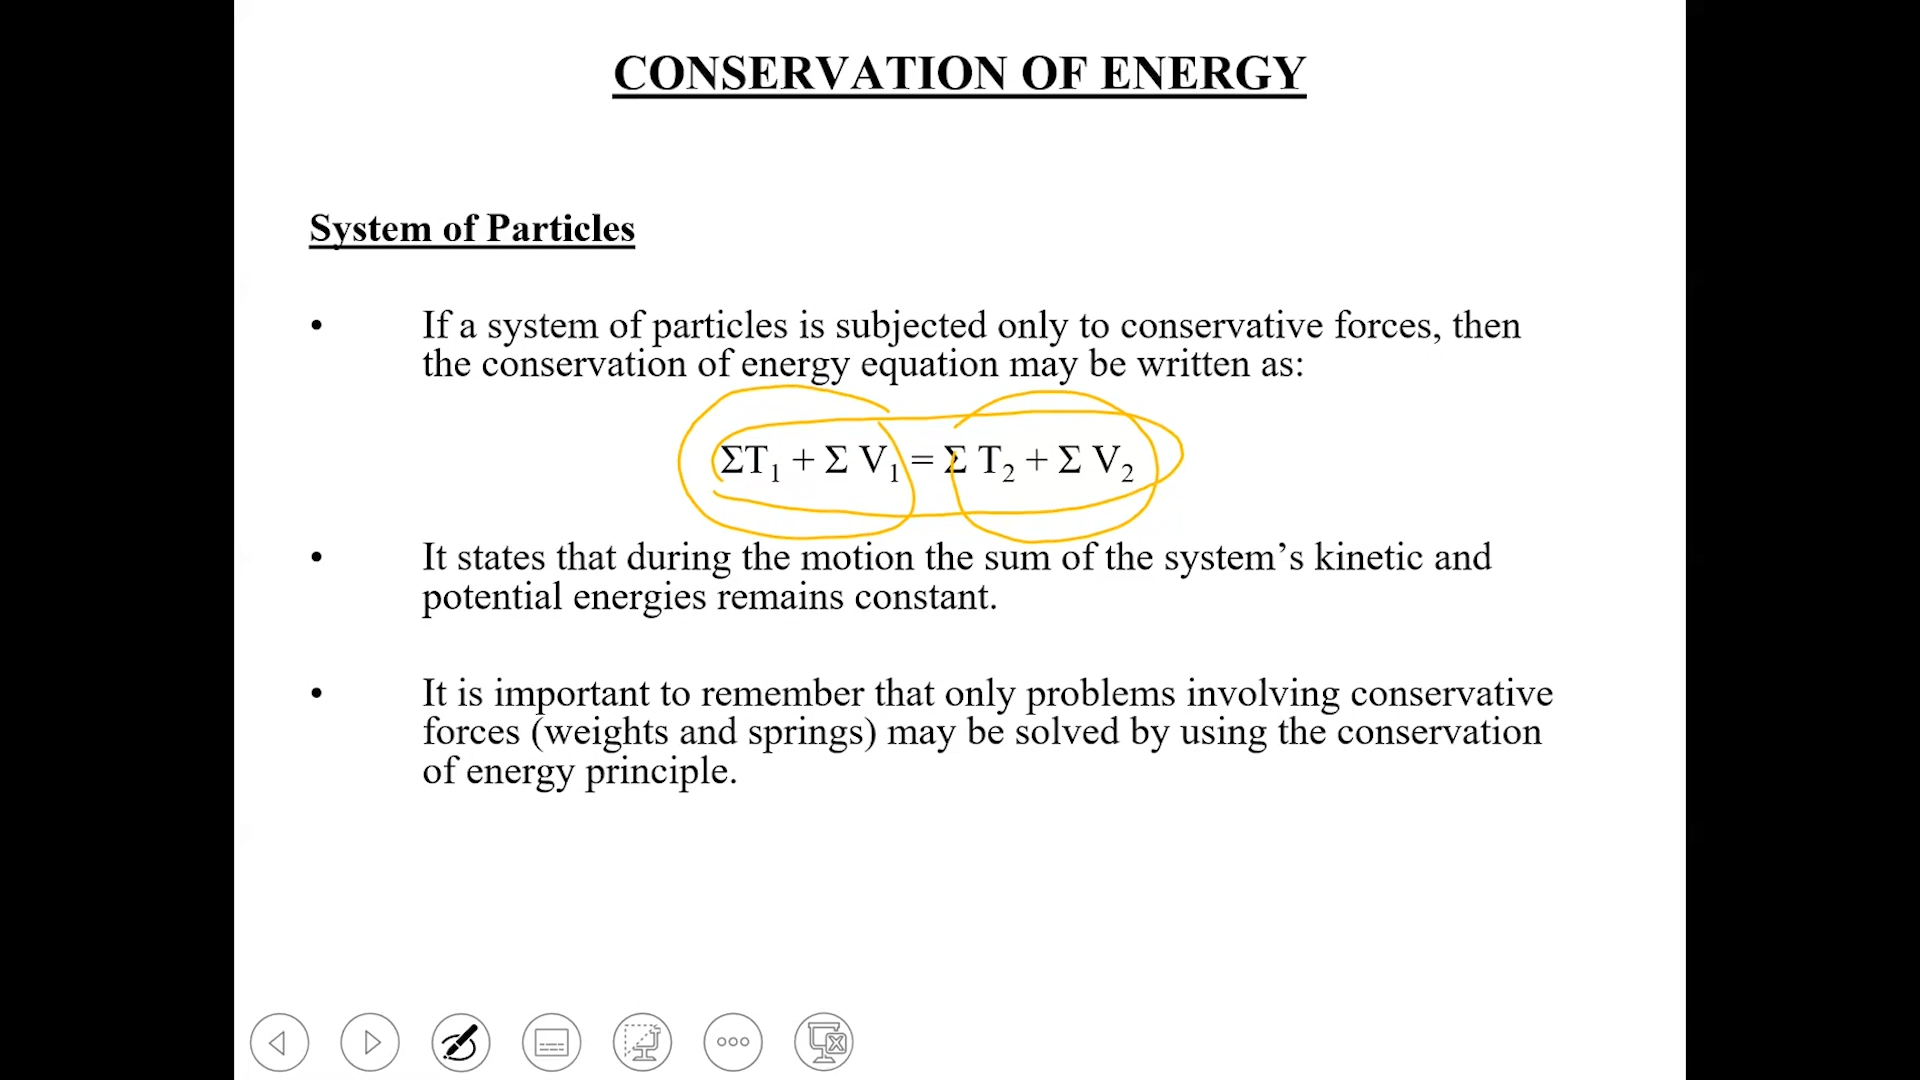 CONSERVATION OF ENERGY
System of Particles
• If a system of particles is subjected only to conservative forces, then
the conservation of energy equation may be written as:
ΣT₁ + Σ V₁ = Σ T₂ + Σ V₂
• It states that during the motion the sum of the system’s kinetic and
potential energies remains constant.
• It is important to remember that only problems involving conservative
forces (weights and springs) may be solved by using the conservation
of energy principle.